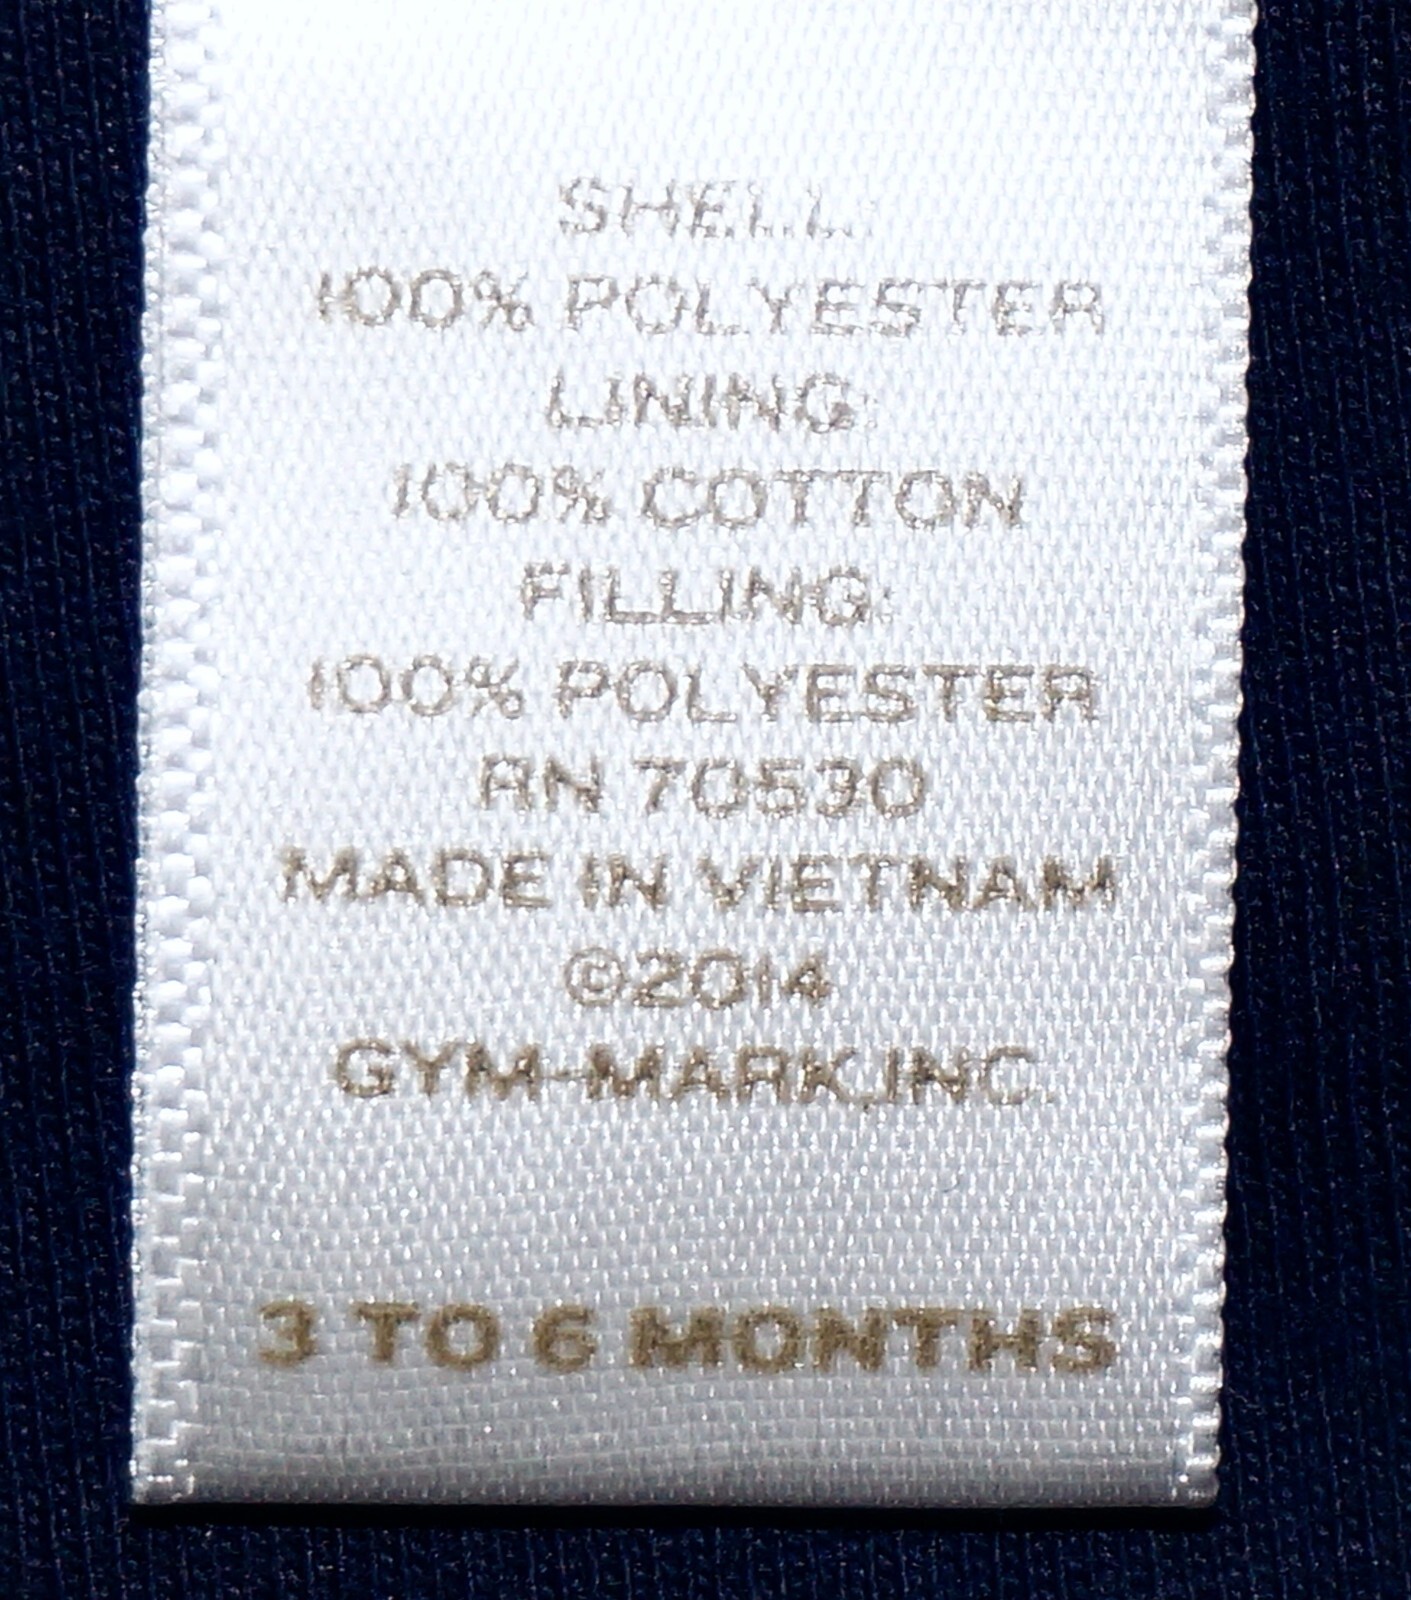 SHELL:
100% POLYESTER
LINING:
100% COTTON
FILLING:
100% POLYESTER
RN 70530
MADE IN VIETNAM
©2014
GYM-MARK,INC.
3 TO 6 MONTHS